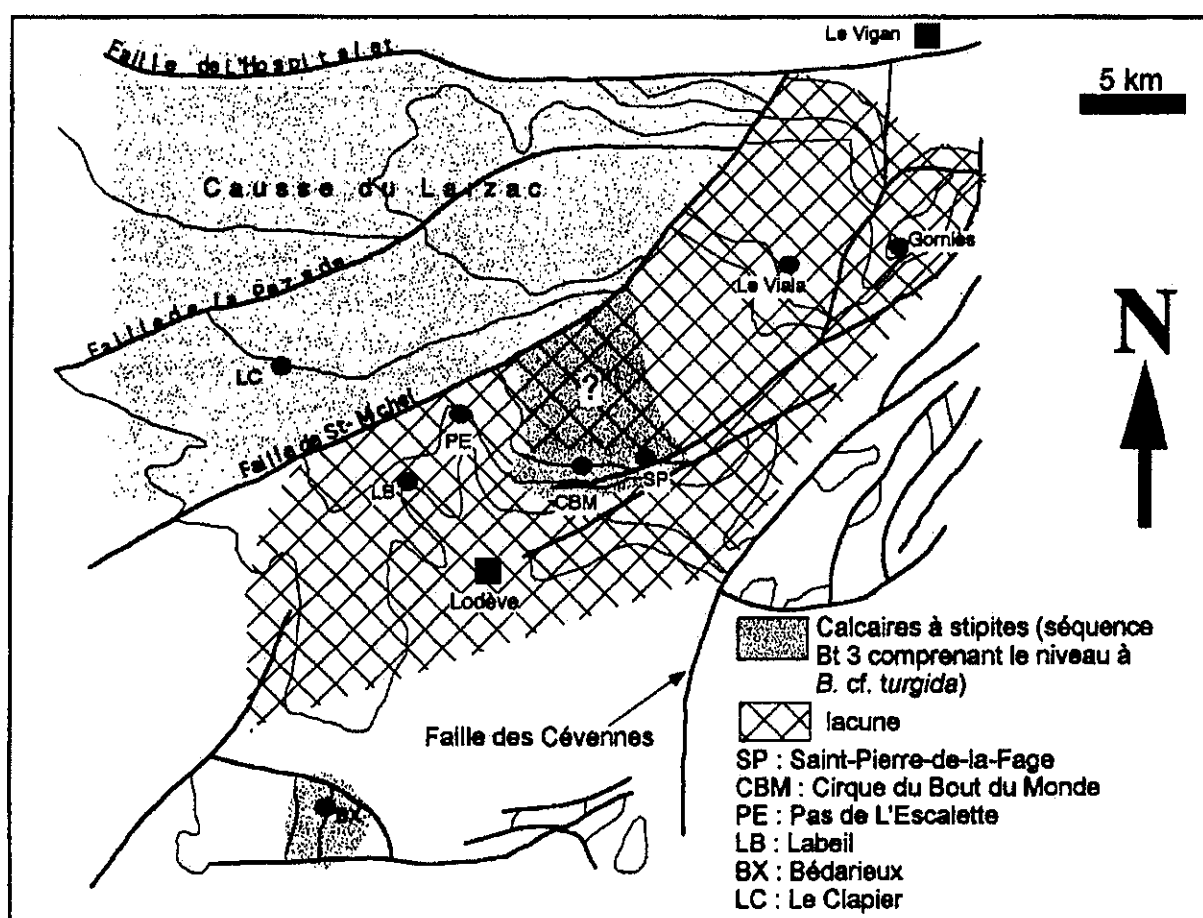 Le Vigan
Faille de l'Hospitalet
5 km
Causse du Larzac
Gorniès
Le Viala
Faille de la Pezade
N
LC
?
Faille de St-Michel
PE
SP
LB
CBM
Lodève
Calcaires à stipites (séquence
Bt 3 comprenant le niveau à
B. cf. turgida)
lacune
Faille des Cévennes
SP : Saint-Pierre-de-la-Fage
CBM : Cirque du Bout du Monde
PE : Pas de L'Escalette
LB : Labeil
BX
BX : Bédarieux
LC : Le Clapier